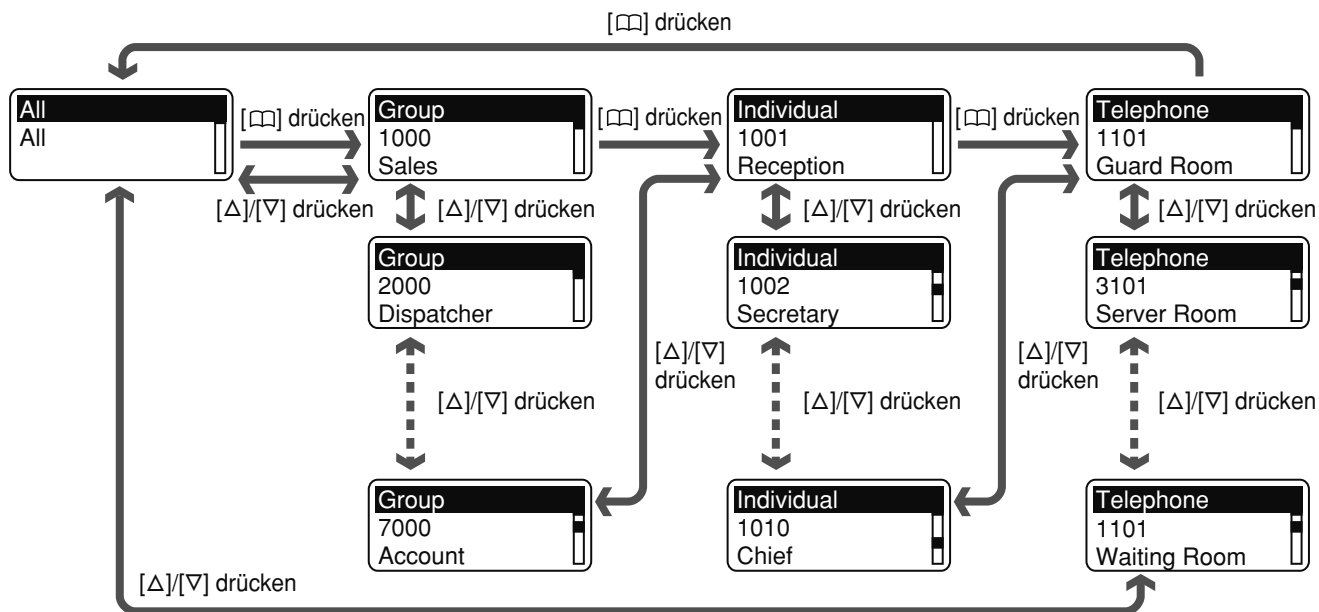 [📖] drücken
All
All
[📖] drücken
Group
1000
Sales
[📖] drücken
Individual
1001
Reception
[📖] drücken
Telephone
1101
Guard Room
[△]/[▽] drücken
[△]/[▽] drücken
[△]/[▽] drücken
[△]/[▽] drücken
Group
2000
Dispatcher
Individual
1002
Secretary
Telephone
3101
Server Room
[△]/[▽]
drücken
[△]/[▽]
drücken
[△]/[▽] drücken
[△]/[▽] drücken
[△]/[▽] drücken
Group
7000
Account
Individual
1010
Chief
Telephone
1101
Waiting Room
[△]/[▽] drücken